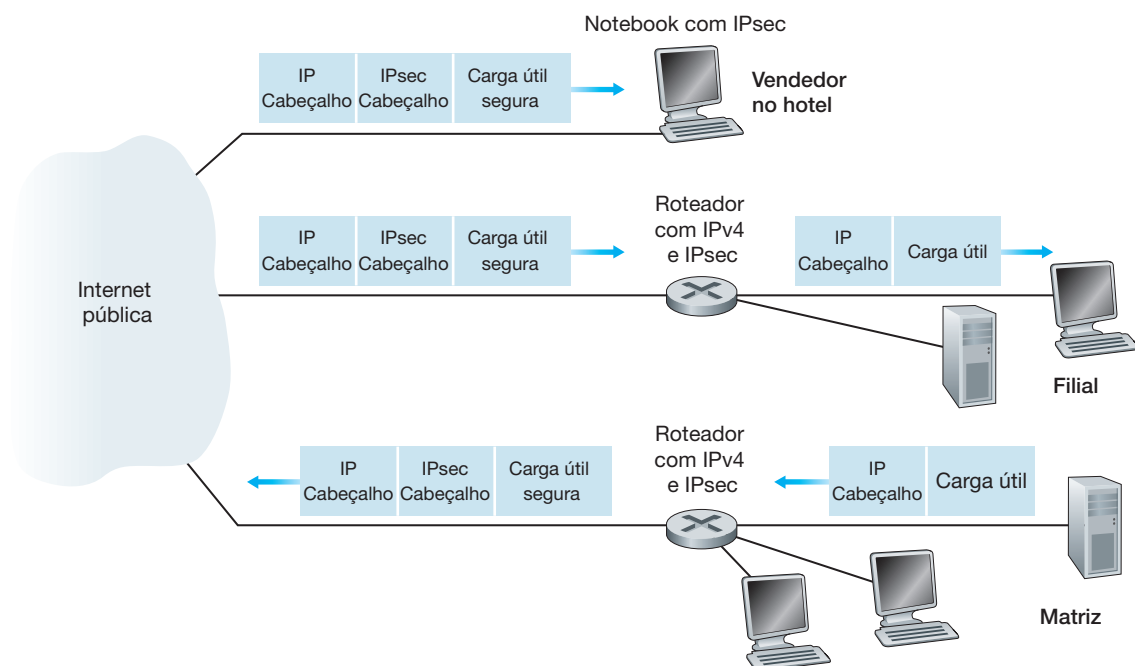 Notebook com IPsec
IP
Cabeçalho
IPsec
Cabeçalho
Carga útil
segura
Vendedor
no hotel
IP
Cabeçalho
IPsec
Cabeçalho
Carga útil
segura
Roteador
com IPv4
e IPsec
IP
Cabeçalho
Carga útil
Internet
pública
Filial
IP
Cabeçalho
IPsec
Cabeçalho
Carga útil
segura
Roteador
com IPv4
e IPsec
IP
Cabeçalho
Carga útil
Matriz